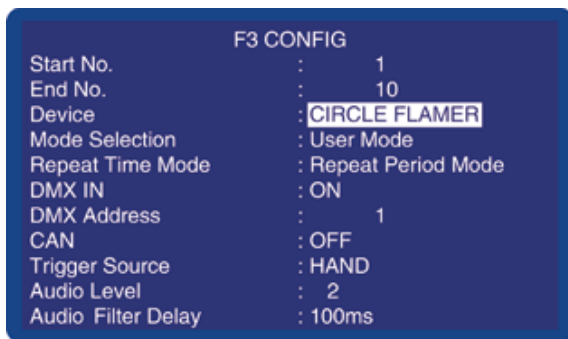 F3 CONFIG
Start No. : 1
End No. : 10
Device : CIRCLE FLAMER
Mode Selection : User Mode
Repeat Time Mode : Repeat Period Mode
DMX IN : ON
DMX Address : 1
CAN : OFF
Trigger Source : HAND
Audio Level : 2
Audio Filter Delay : 100ms